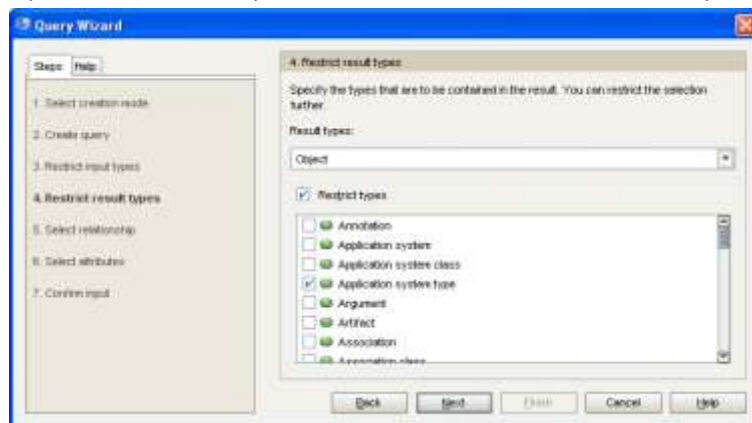 Query Wizard
Steps Help
1. Select creation mode
2. Create query
3. Restrict input types
4. Restrict result types
5. Select relationship
6. Select attributes
7. Confirm input
4. Restrict result types
Specify the types that are to be contained in the result. You can restrict the selection
further.
Result types:
Object
Restrict types
Annotation
Application system
Application system class
Application system type
Argument
Artifact
Association
Association class
Back Next Finish Cancel Help